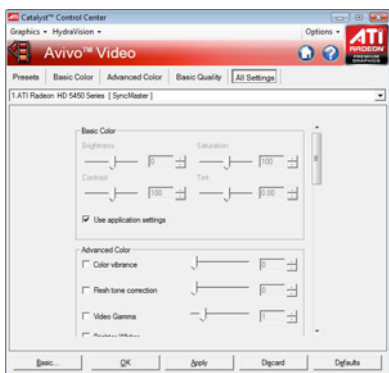 Catalyst™ Control Center
Graphics HydraVision Options
ATI
RADEON
PREMIUM
GRAPHICS
Avivo™ Video
Presets Basic Color Advanced Color Basic Quality All Settings
1.ATI Radeon HD 5450 Series [ SyncMaster ]
Basic Color
Brightness: Saturation:
0 100
Contrast: Tint:
100 0.00
Use application settings
Advanced Color
Color vibrance 0
Flesh tone correction 0
Video Gamma 1
Brighter Whites
Basic... OK Apply Discard Defaults